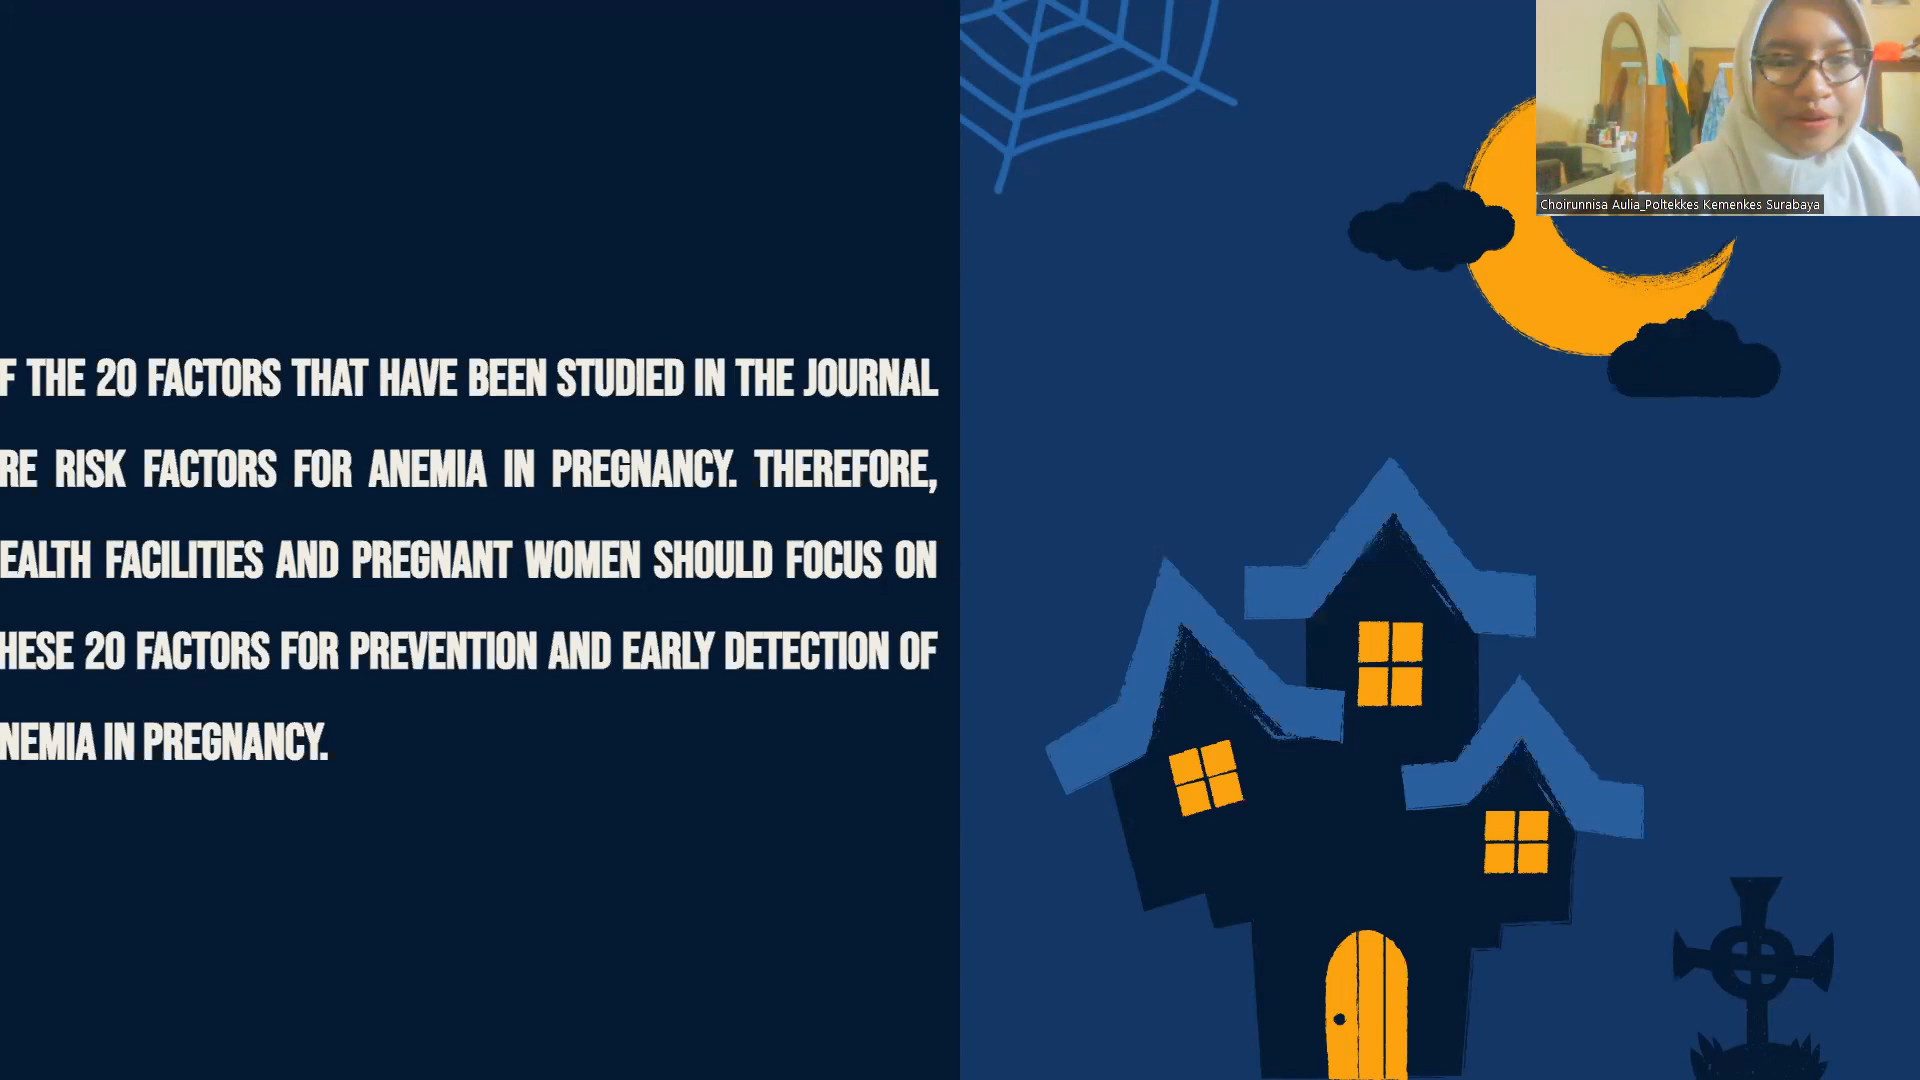 F THE 20 FACTORS THAT HAVE BEEN STUDIED IN THE JOURNAL
RE RISK FACTORS FOR ANEMIA IN PREGNANCY. THEREFORE,
EALTH FACILITIES AND PREGNANT WOMEN SHOULD FOCUS ON
HESE 20 FACTORS FOR PREVENTION AND EARLY DETECTION OF
NEMIA IN PREGNANCY.
Choirunnisa Aulia_Poltekkes Kemenkes Surabaya